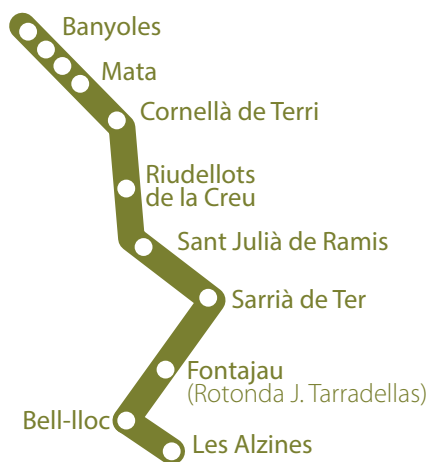 Banyoles
Mata
Cornellà de Terri
Riudellots
de la Creu
Sant Julià de Ramis
Sarrià de Ter
Fontajau
(Rotonda J. Tarradellas)
Bell-lloc
Les Alzines